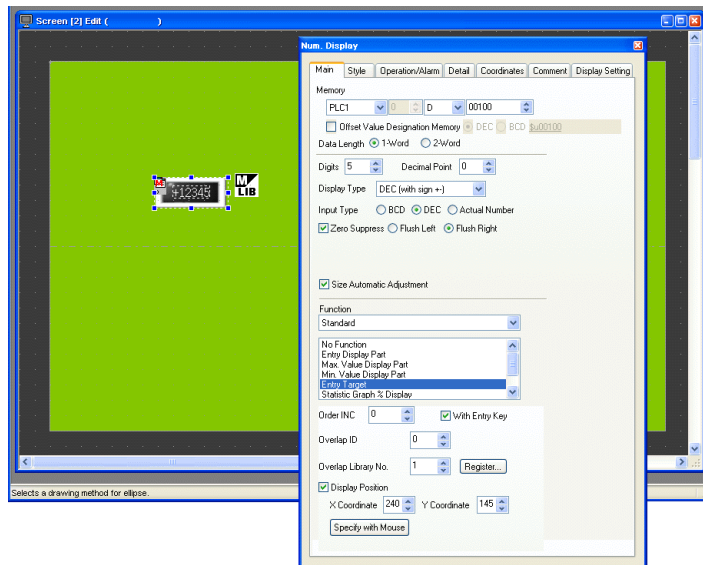 Screen [2] Edit ( )
Num. Display
Main Style Operation/Alarm Detail Coordinates Comment Display Setting
Memory
PLC1 0 D 00100
Offset Value Designation Memory DEC BCD $u00100
Data Length 1-Word 2-Word
Digits 5 Decimal Point 0
Display Type DEC (with sign +-)
Input Type BCD DEC Actual Number
Zero Suppress Flush Left Flush Right
M
+12345
M
LIB
Size Automatic Adjustment
Function
Standard
No Function
Entry Display Part
Max. Value Display Part
Min. Value Display Part
Entry Target
Statistic Graph % Display
Order INC 0 With Entry Key
Overlap ID 0
Overlap Library No. 1 Register...
Display Position
X Coordinate 240 Y Coordinate 145
Specify with Mouse
Selects a drawing method for ellipse.